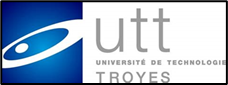 utt
UNIVERSITÉ DE TECHNOLOGIE
TROYES